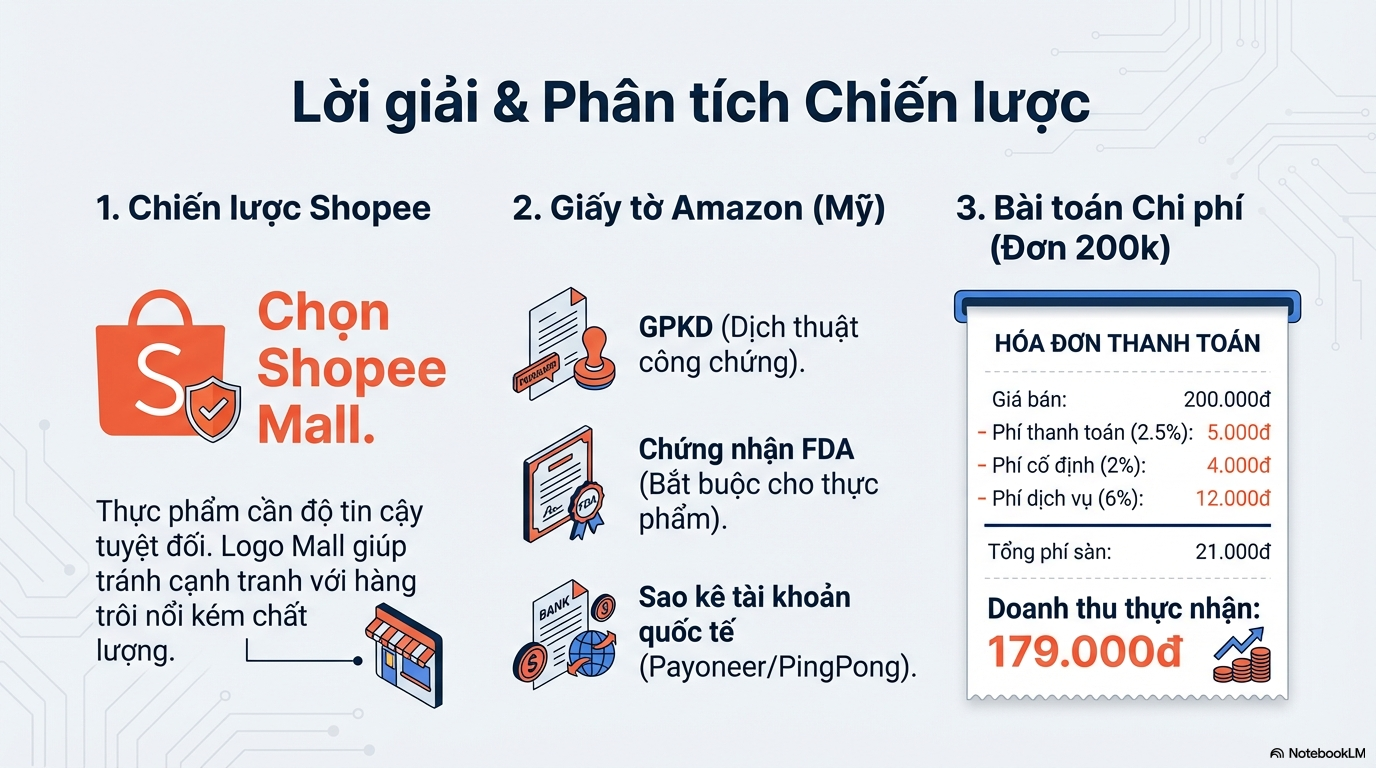 Lời giải & Phân tích Chiến lược
1. Chiến lược Shopee
S
Chọn
Shopee
Mall.
Thực phẩm cần độ tin cậy
tuyệt đối. Logo Mall giúp
tránh cạnh tranh với hàng
trôi nổi kém chất
lượng.
2. Giấy tờ Amazon (Mỹ)
GPKD (Dịch thuật
công chứng).
FDA
Chứng nhận FDA
(Bắt buộc cho thực
phẩm).
BANK
$
Sao kê tài khoản
quốc tế
(Payoneer/PingPong).
3. Bài toán Chi phí
(Đơn 200k)
HÓA ĐƠN THANH TOÁN
Giá bán: 200.000đ
- Phí thanh toán (2.5%): 5.000đ
- Phí cố định (2%): 4.000đ
- Phí dịch vụ (6%): 12.000đ
Tổng phí sàn: 21.000đ
Doanh thu thực nhận:
179.000đ
NotebookLM